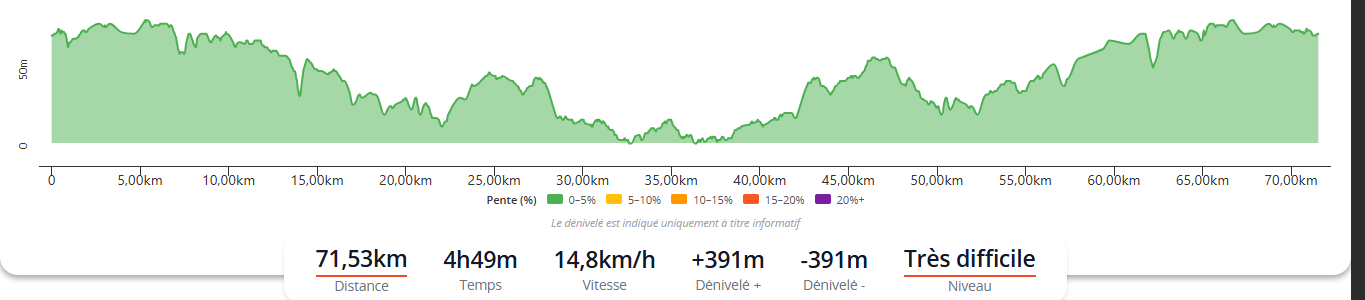 50m
0
0 5,00km 10,00km 15,00km 20,00km 25,00km 30,00km 35,00km 40,00km 45,00km 50,00km 55,00km 60,00km 65,00km 70,00km
Pente (%) 0–5% 5–10% 10–15% 15–20% 20%+
Le dénivelé est indiqué uniquement à titre informatif
71,53km 4h49m 14,8km/h +391m -391m Très difficile
Distance Temps Vitesse Dénivelé + Dénivelé - Niveau